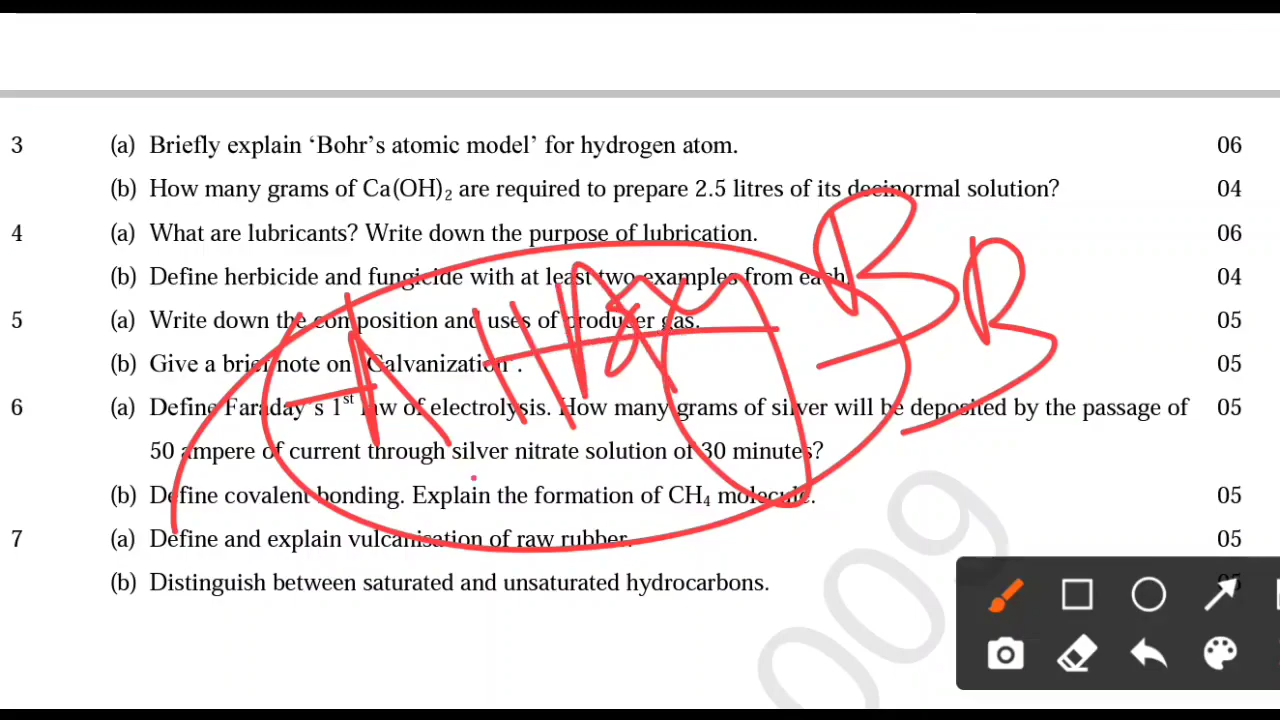 3 (a) Briefly explain ‘Bohr’s atomic model’ for hydrogen atom. 06
(b) How many grams of Ca(OH)₂ are required to prepare 2.5 litres of its decinormal solution? 04
4 (a) What are lubricants? Write down the purpose of lubrication. 06
(b) Define herbicide and fungicide with at least two examples from each. 04
5 (a) Write down the composition and uses of producer gas. 05
(b) Give a brief note on ‘Galvanization’. 05
6 (a) Define Faraday’s 1st law of electrolysis. How many grams of silver will be deposited by the passage of 05
50 ampere of current through silver nitrate solution of 30 minutes?
(b) Define covalent bonding. Explain the formation of CH₄ molecule. 05
7 (a) Define and explain vulcanisation of raw rubber. 05
(b) Distinguish between saturated and unsaturated hydrocarbons. 05
B
B
009